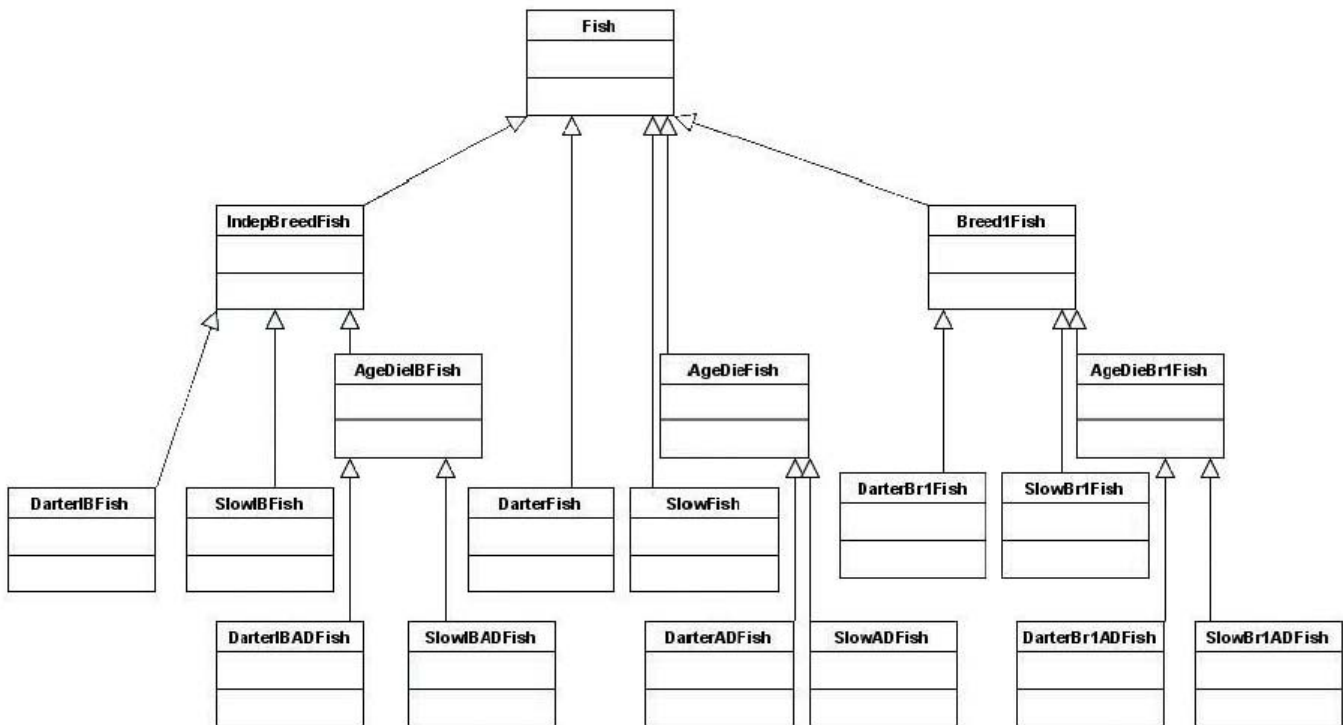 Fish
IndepBreedFish
Breed1Fish
AgeDieIBFish
AgeDieFish
AgeDieBr1Fish
DarterIBFish
SlowIBFish
DarterFish
SlowFish
DarterBr1Fish
SlowBr1Fish
DarterIBADFish
SlowIBADFish
DarterADFish
SlowADFish
DarterBr1ADFish
SlowBr1ADFish